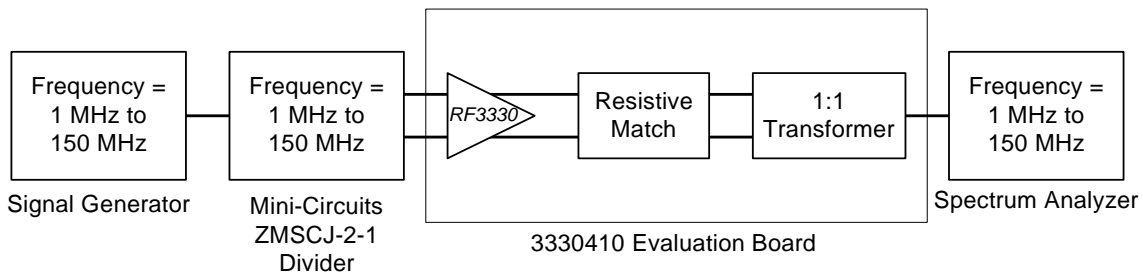 Frequency =
1 MHz to
150 MHz
Signal Generator
Frequency =
1 MHz to
150 MHz
Mini-Circuits
ZMSCJ-2-1
Divider
RF3330
Resistive
Match
1:1
Transformer
3330410 Evaluation Board
Frequency =
1 MHz to
150 MHz
Spectrum Analyzer